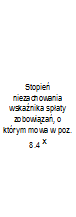 Stopień
niezachowania
wskaźnika spłaty
zobowiązań, o
którym mowa w poz.
8.4 x